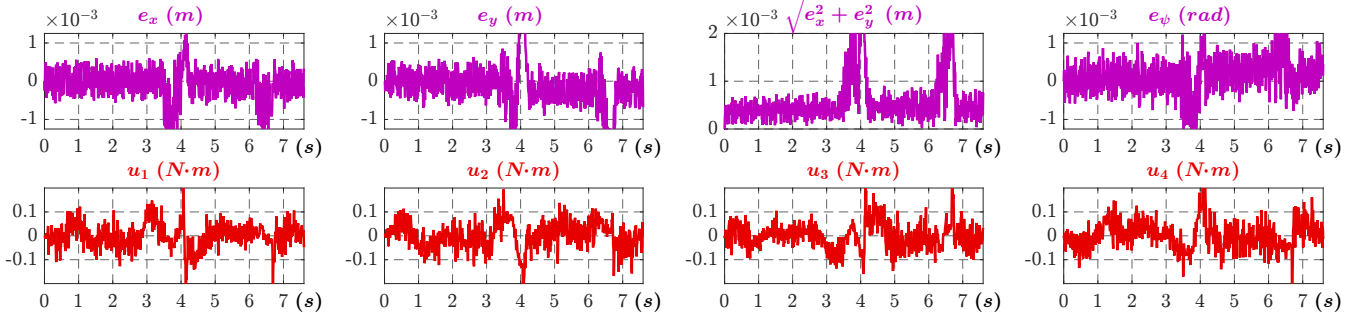 ×10⁻³ e_x (m)
1
0
-1
0 1 2 3 4 5 6 7 (s)
×10⁻³ e_y (m)
1
0
-1
0 1 2 3 4 5 6 7 (s)
×10⁻³ √(e_x² + e_y²) (m)
2
1
0
0 1 2 3 4 5 6 7 (s)
×10⁻³ e_ψ (rad)
1
0
-1
0 1 2 3 4 5 6 7 (s)
u₁ (N·m)
0.1
0
-0.1
0 1 2 3 4 5 6 7 (s)
u₂ (N·m)
0.1
0
-0.1
0 1 2 3 4 5 6 7 (s)
u₃ (N·m)
0.1
0
-0.1
0 1 2 3 4 5 6 7 (s)
u₄ (N·m)
0.1
0
-0.1
0 1 2 3 4 5 6 7 (s)